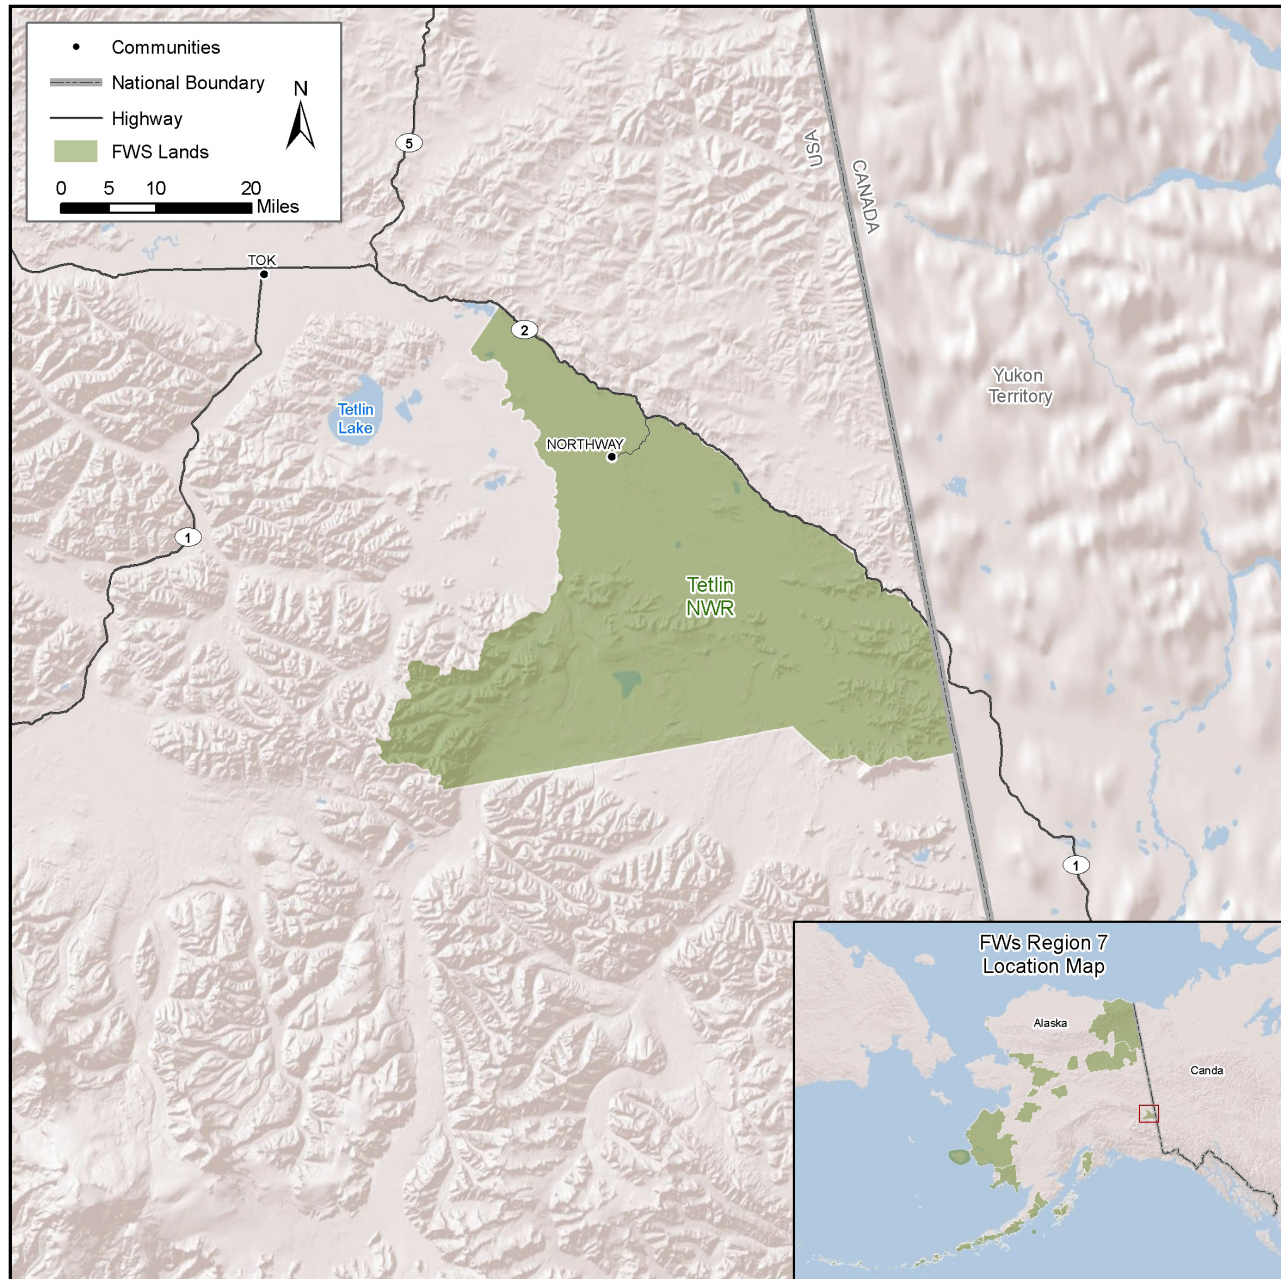 Communities
National Boundary
Highway
FWS Lands
N
0 5 10 20
Miles
5
USA
CANADA
TOK
2
Yukon
Territory
Tetlin
Lake
NORTHWAY
1
Tetlin
NWR
1
FWs Region 7
Location Map
Alaska
Canda